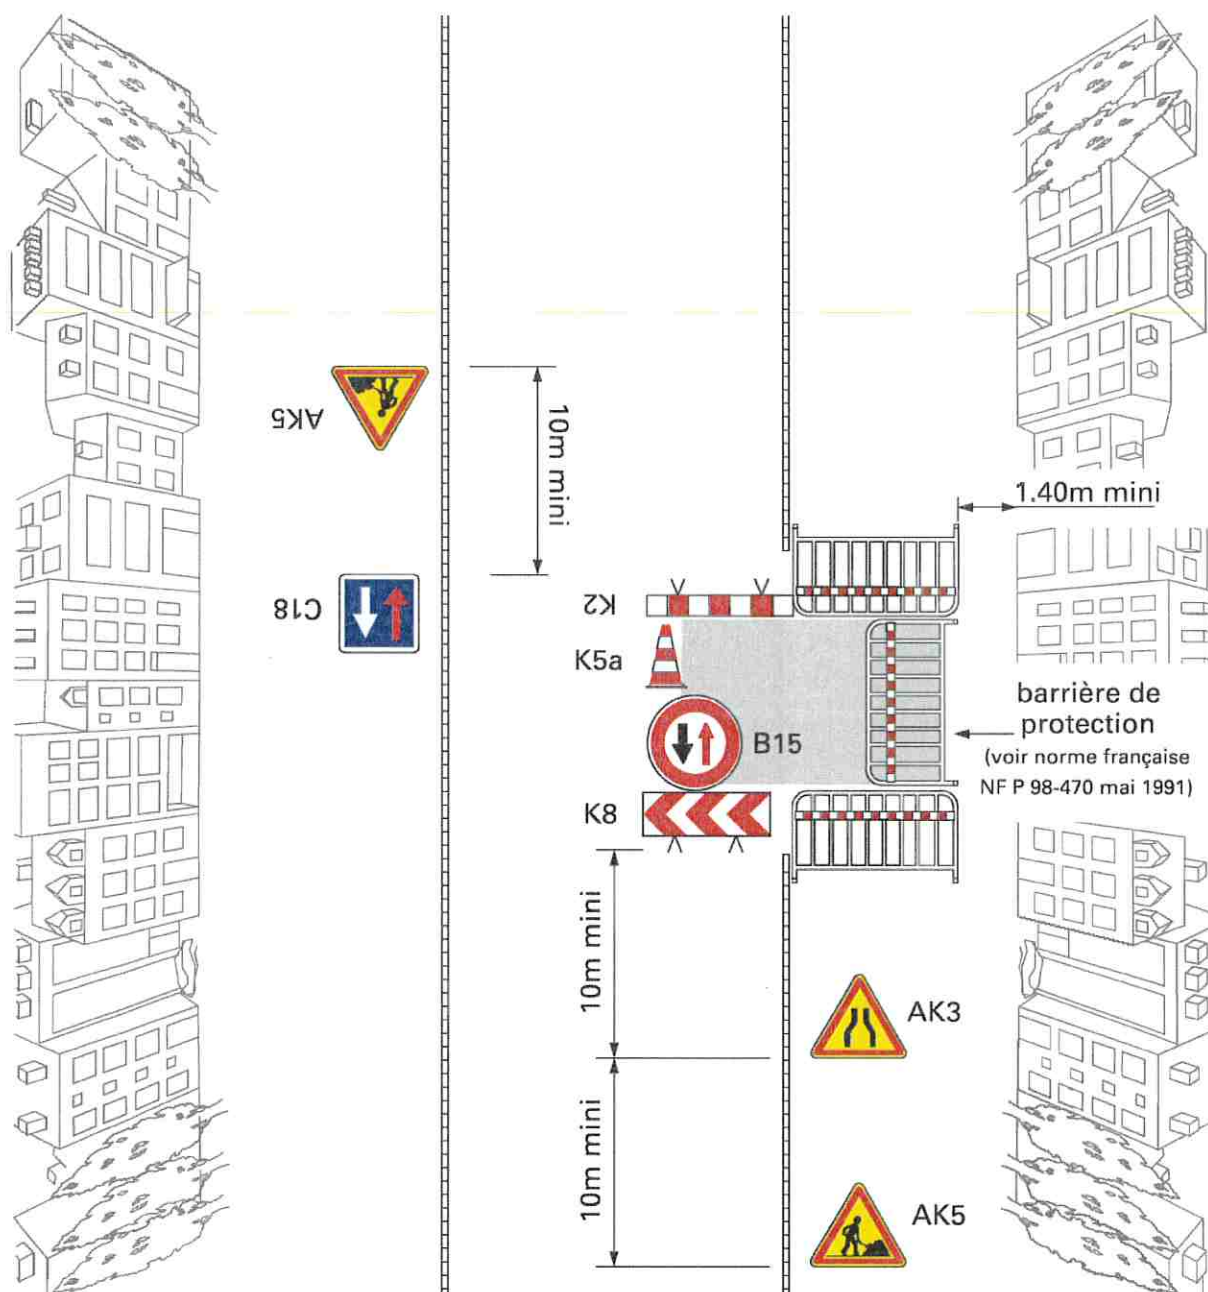 AK5
10m mini
1.40m mini
C18
K2
K5a
barrière de
protection
(voir norme française
NF P 98-470 mai 1991)
B15
K8
10m mini
AK3
10m mini
AK5